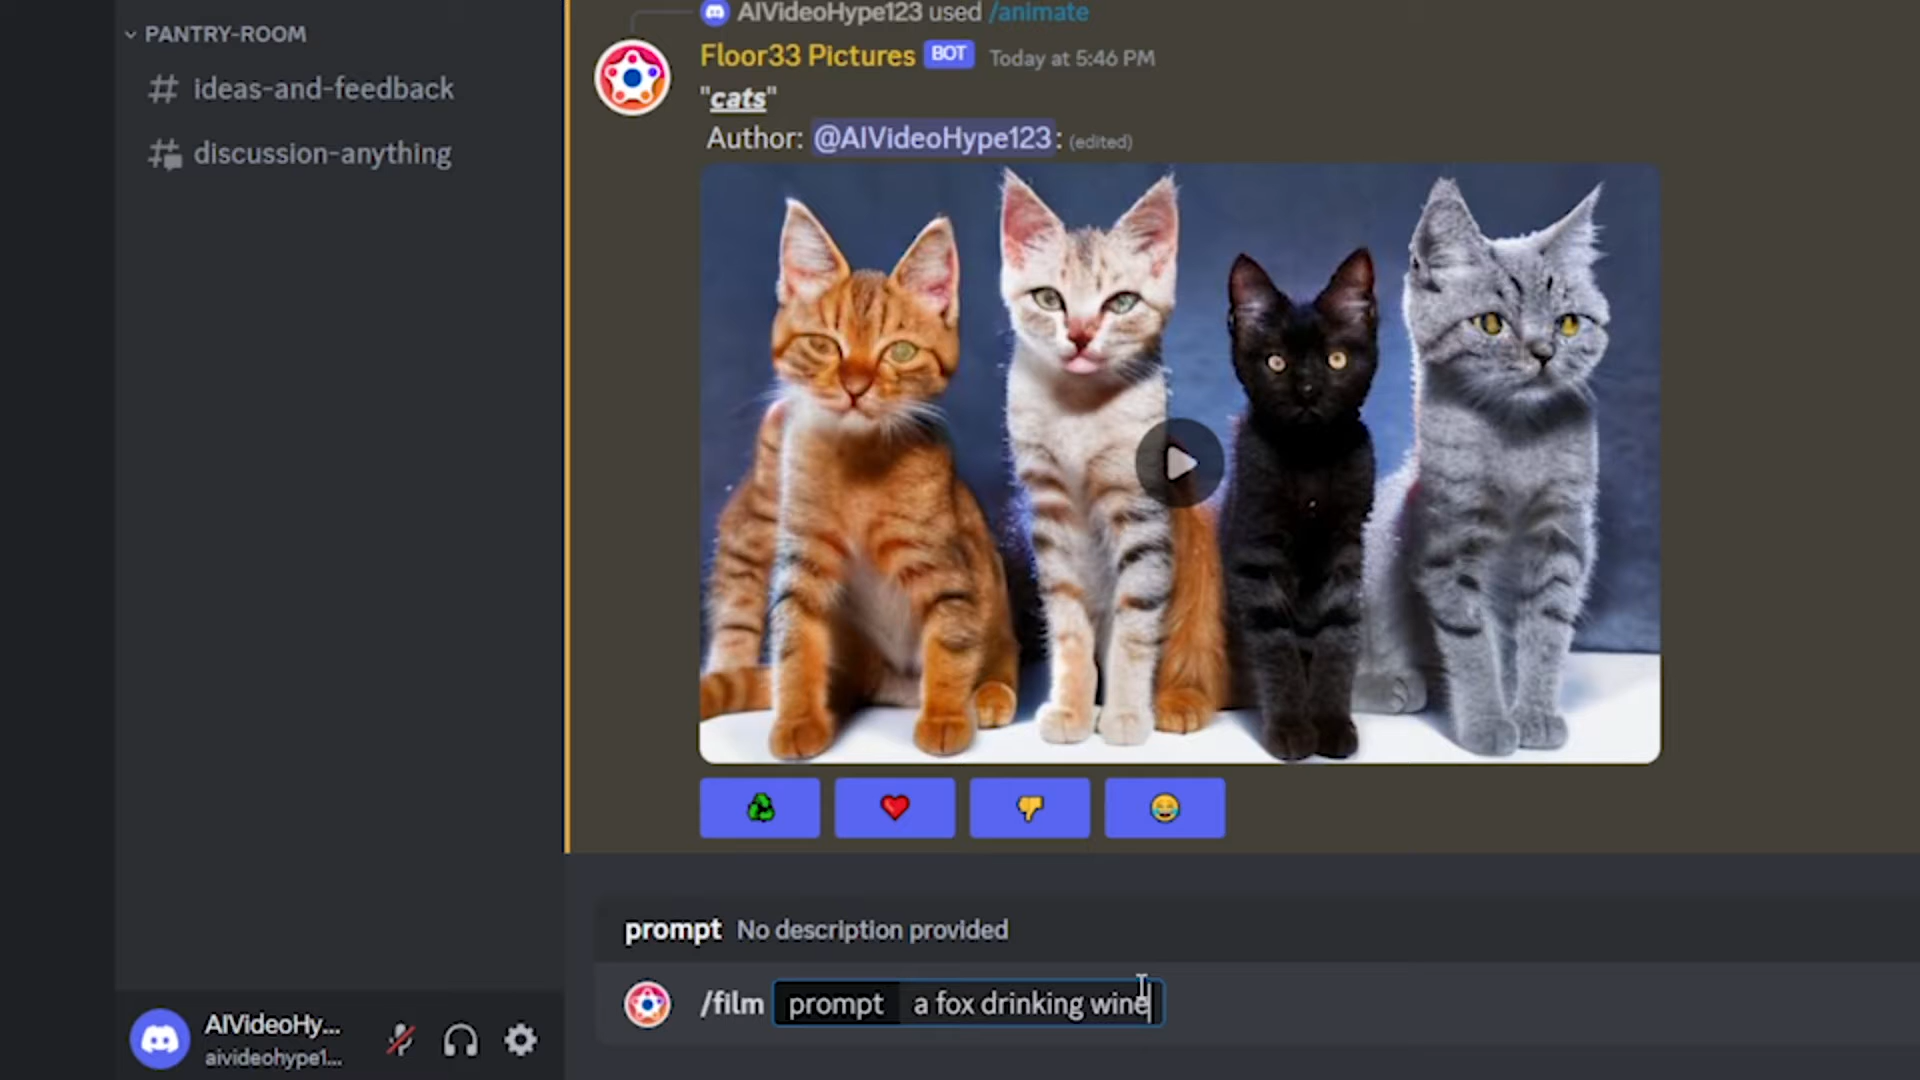 PANTRY-ROOM
ideas-and-feedback
discussion-anything
AIVideoHype123 used /animate
Floor33 Pictures BOT Today at 5:46 PM
"cats"
Author: @AIVideoHype123: (edited)
prompt No description provided
/film prompt a fox drinking wine
AIVideoHy...
aivideohype1...